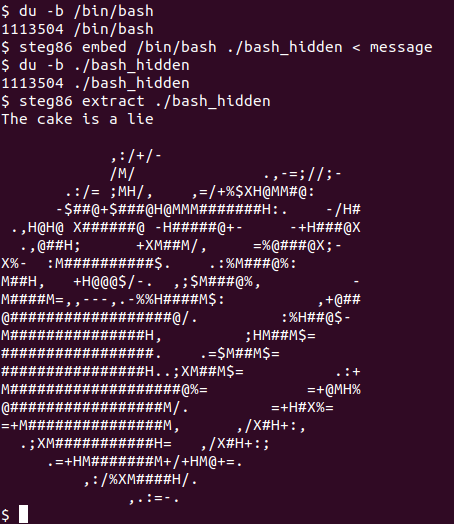 $ du -b /bin/bash
1113504 /bin/bash
$ steg86 embed /bin/bash ./bash_hidden < message
$ du -b ./bash_hidden
1113504 ./bash_hidden
$ steg86 extract ./bash_hidden
The cake is a lie

              ,:/+/-
              /M/             .,-=;//;-
        .:/= ;MH/,     ,=/+%$XH@MM#@:
       -$##@+$###@H@MMM#######H:.     -/H#
 .,H@H@ X######@ -H#####@+-      -+H###@X
  .,@##H;       +XM##M/,      =%@###@X;-
X%-  :M##########$.    .:%M###@%:
M##H,   +H@@@$/-.  ,;$M###@%,            -
M####M=,,---,.-%%H####M$:            ,+@##
@##################@/.           :%H##@$-
M###############H,           ;HM##M$=
#################.     .=$M##M$=
################H..;XM##M$=            .:+
M###################@%=           =+@MH%
@#################M/.           =+H#X%=
=+M###############M,       ,/X#H+:,
  .;XM###########H=    ,/X#H+:;
     .=+HM#######M+/+HM@+=.
         ,:/%XM####H/.
              ,.:=-.
$